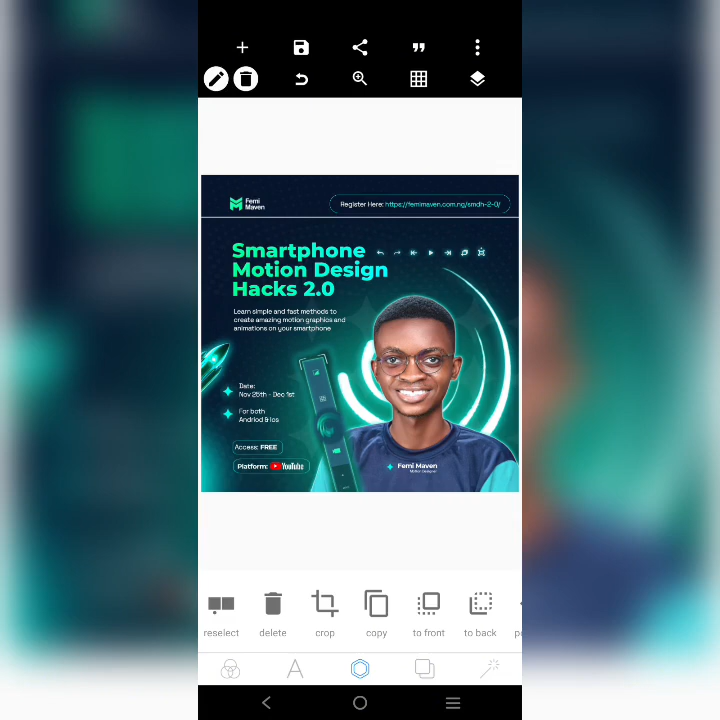 Femi
Maven
Register Here: https://femimaven.com.ng/smdh-2-0/
Smartphone
Motion Design
Hacks 2.0
Learn simple and fast methods to
create amazing motion graphics and
animations on your smartphone
Date:
Nov 25th - Dec 1st
For both
Andriod & Ios
Access: FREE
Platform: YouTube
Femi Maven
Motion Designer
reselect
delete
crop
copy
to front
to back